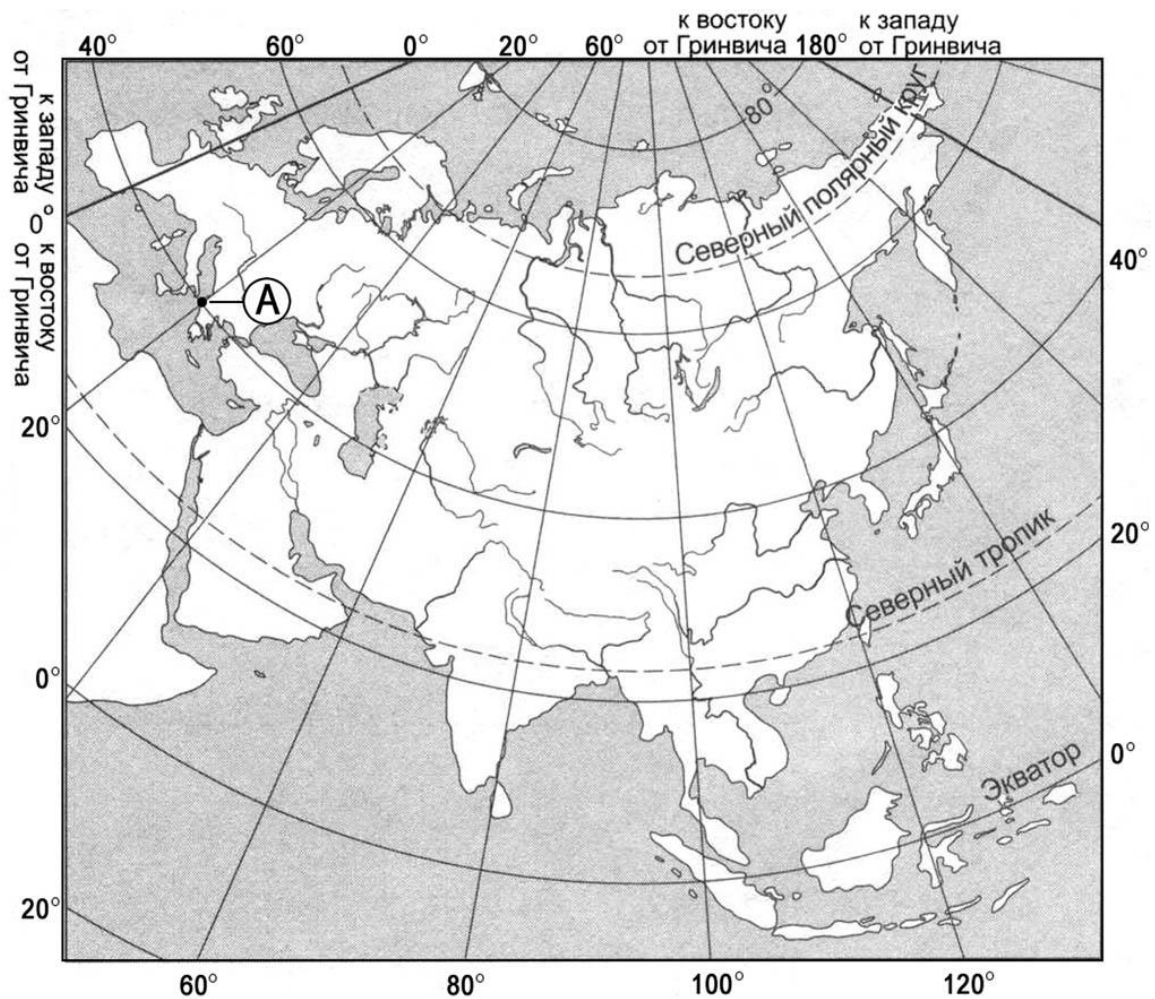 к востоку
от Гринвича
к западу
от Гринвича
40°
60°
0°
20°
60°
180°
к западу
от Гринвича
0°
к востоку
от Гринвича
20°
0°
20°
80°
Северный полярный круг
A
40°
20°
Северный тропик
0°
Экватор
60°
80°
100°
120°